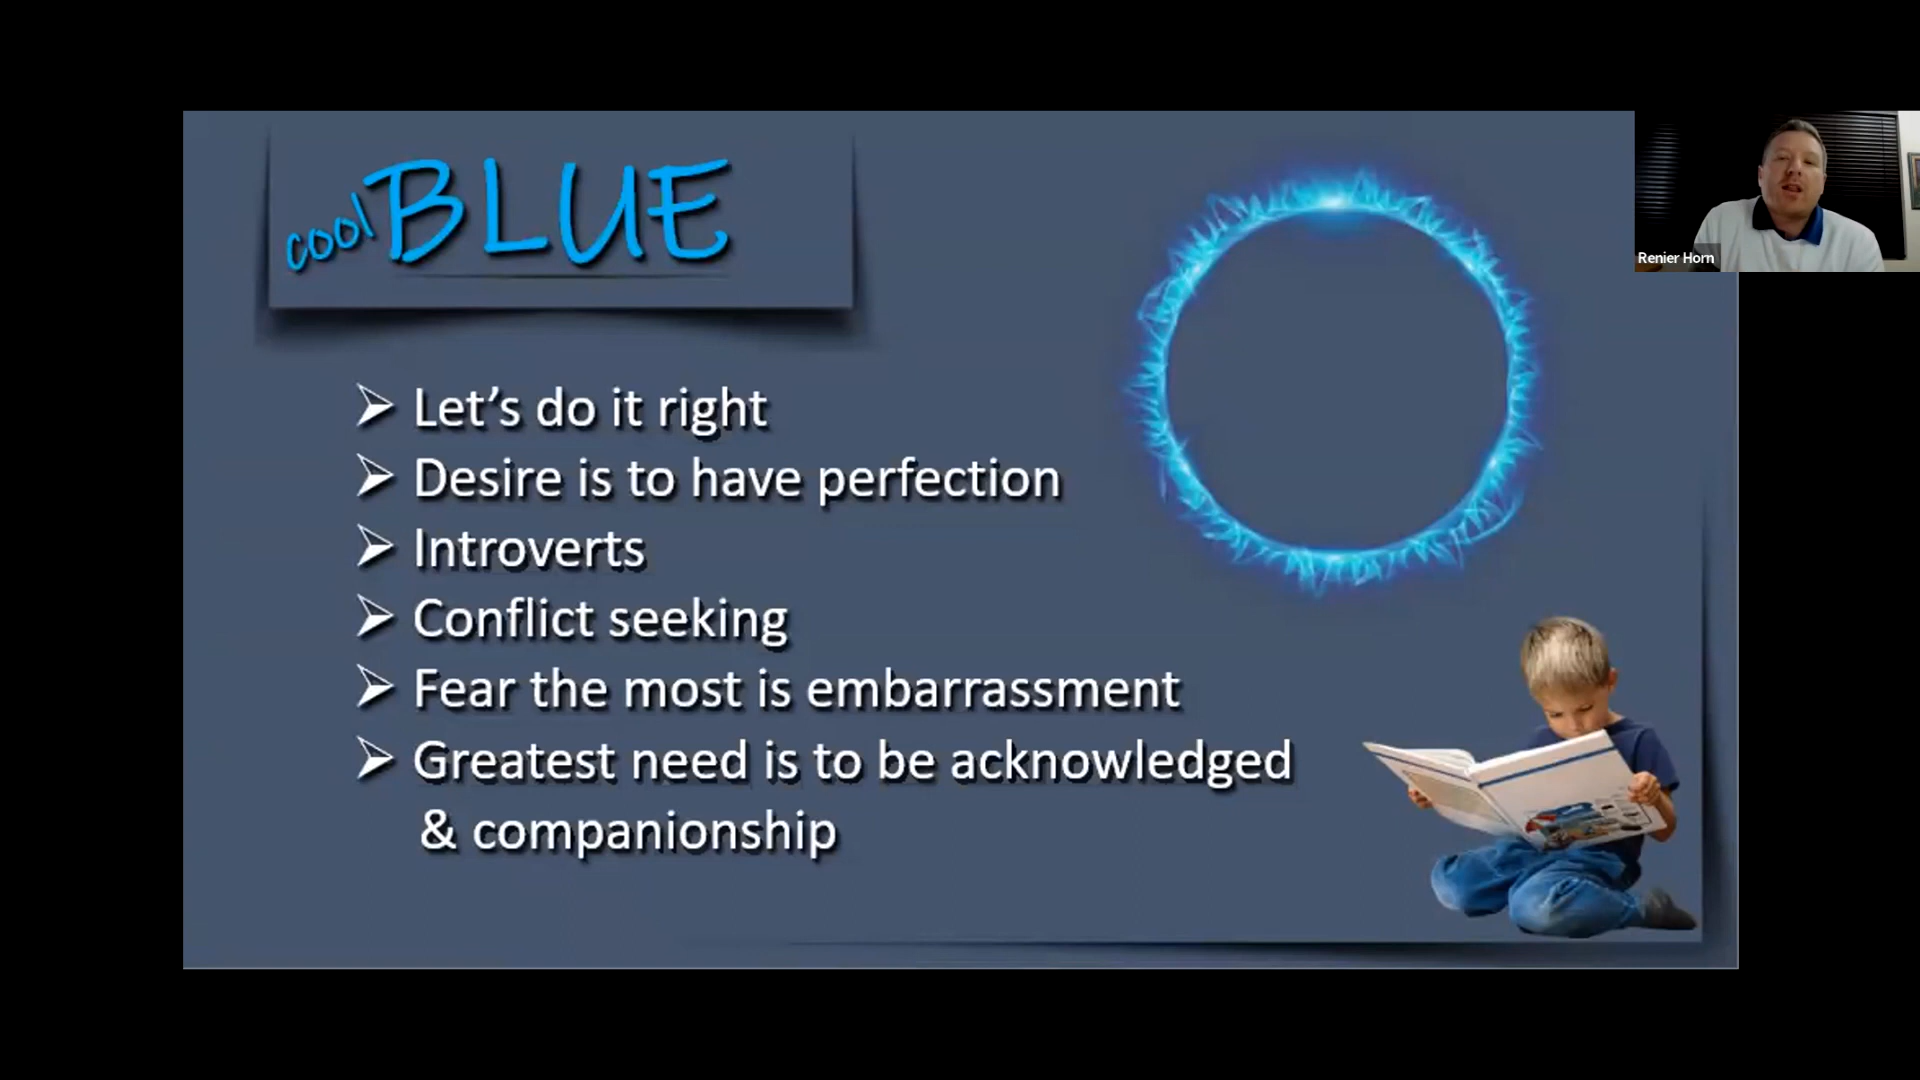 cool BLUE
Renier Horn
➢ Let’s do it right
➢ Desire is to have perfection
➢ Introverts
➢ Conflict seeking
➢ Fear the most is embarrassment
➢ Greatest need is to be acknowledged
& companionship